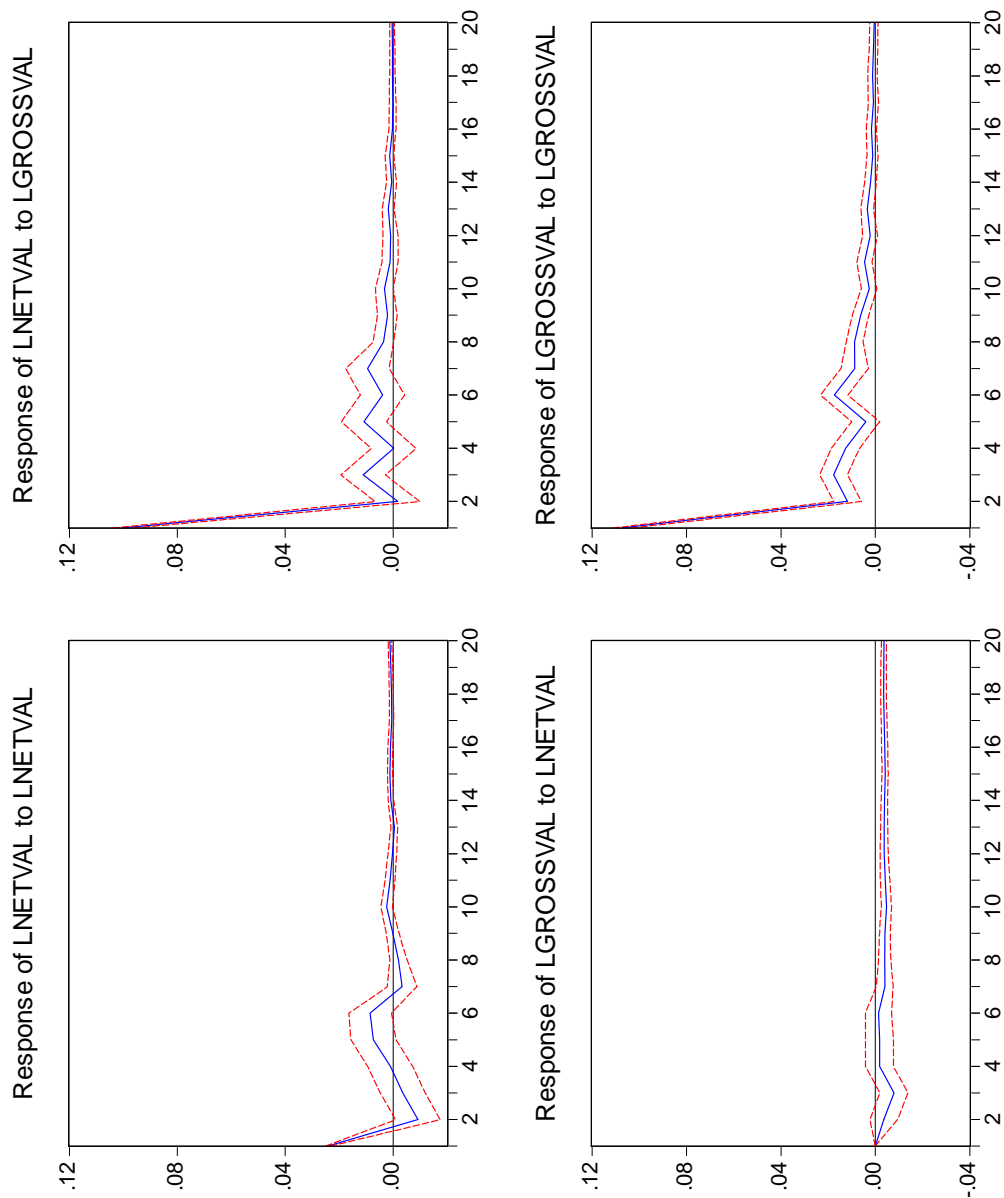 Response of LNETVAL to LNETVAL
.12
.08
.04
.00
2 4 6 8 10 12 14 16 18 20
Response of LNETVAL to LGROSSVAL
.12
.08
.04
.00
2 4 6 8 10 12 14 16 18 20
Response of LGROSSVAL to LNETVAL
.12
.08
.04
.00
-.04
2 4 6 8 10 12 14 16 18 20
Response of LGROSSVAL to LGROSSVAL
.12
.08
.04
.00
-.04
2 4 6 8 10 12 14 16 18 20